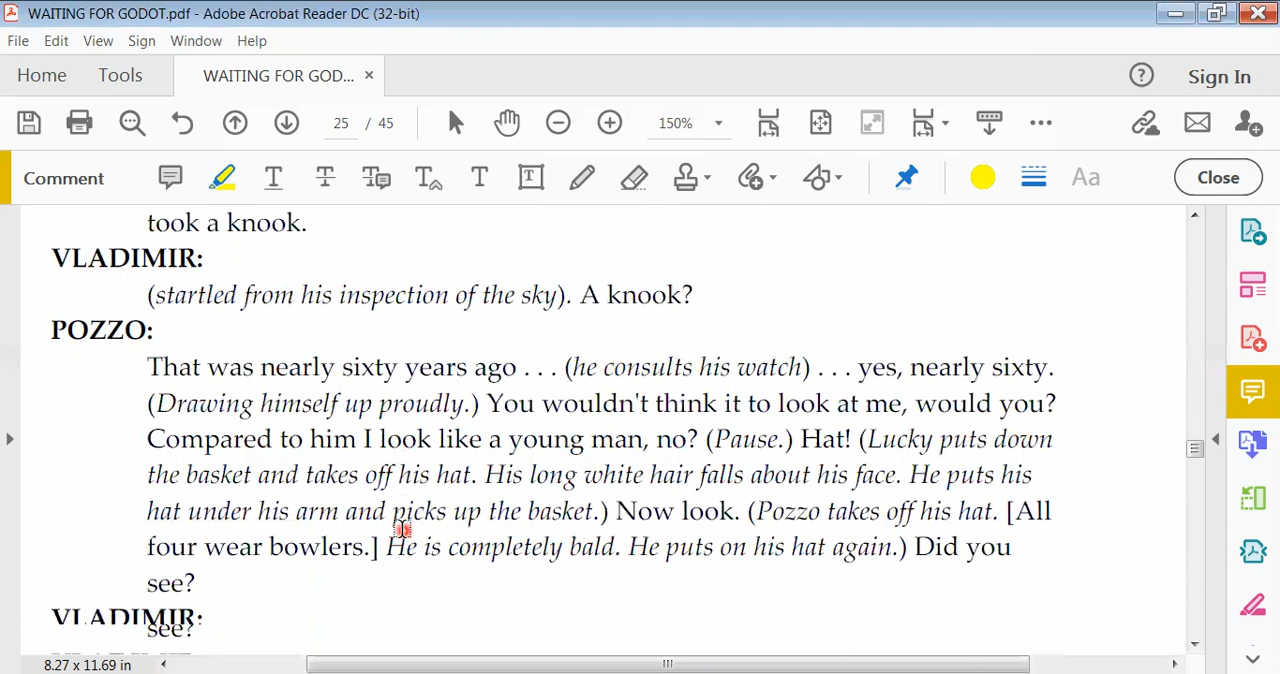 WAITING FOR GODOT.pdf - Adobe Acrobat Reader DC (32-bit)
File Edit View Sign Window Help
Home Tools WAITING FOR GOD... × Sign In
25 / 45 150%
Comment Aa Close
took a knook.
VLADIMIR:
(startled from his inspection of the sky). A knook?
POZZO:
That was nearly sixty years ago . . . (he consults his watch) . . . yes, nearly sixty.
(Drawing himself up proudly.) You wouldn't think it to look at me, would you?
Compared to him I look like a young man, no? (Pause.) Hat! (Lucky puts down
the basket and takes off his hat. His long white hair falls about his face. He puts his
hat under his arm and picks up the basket.) Now look. (Pozzo takes off his hat. [All
four wear bowlers.] He is completely bald. He puts on his hat again.) Did you
see?
VLADIMIR:
see?
8.27 x 11.69 in